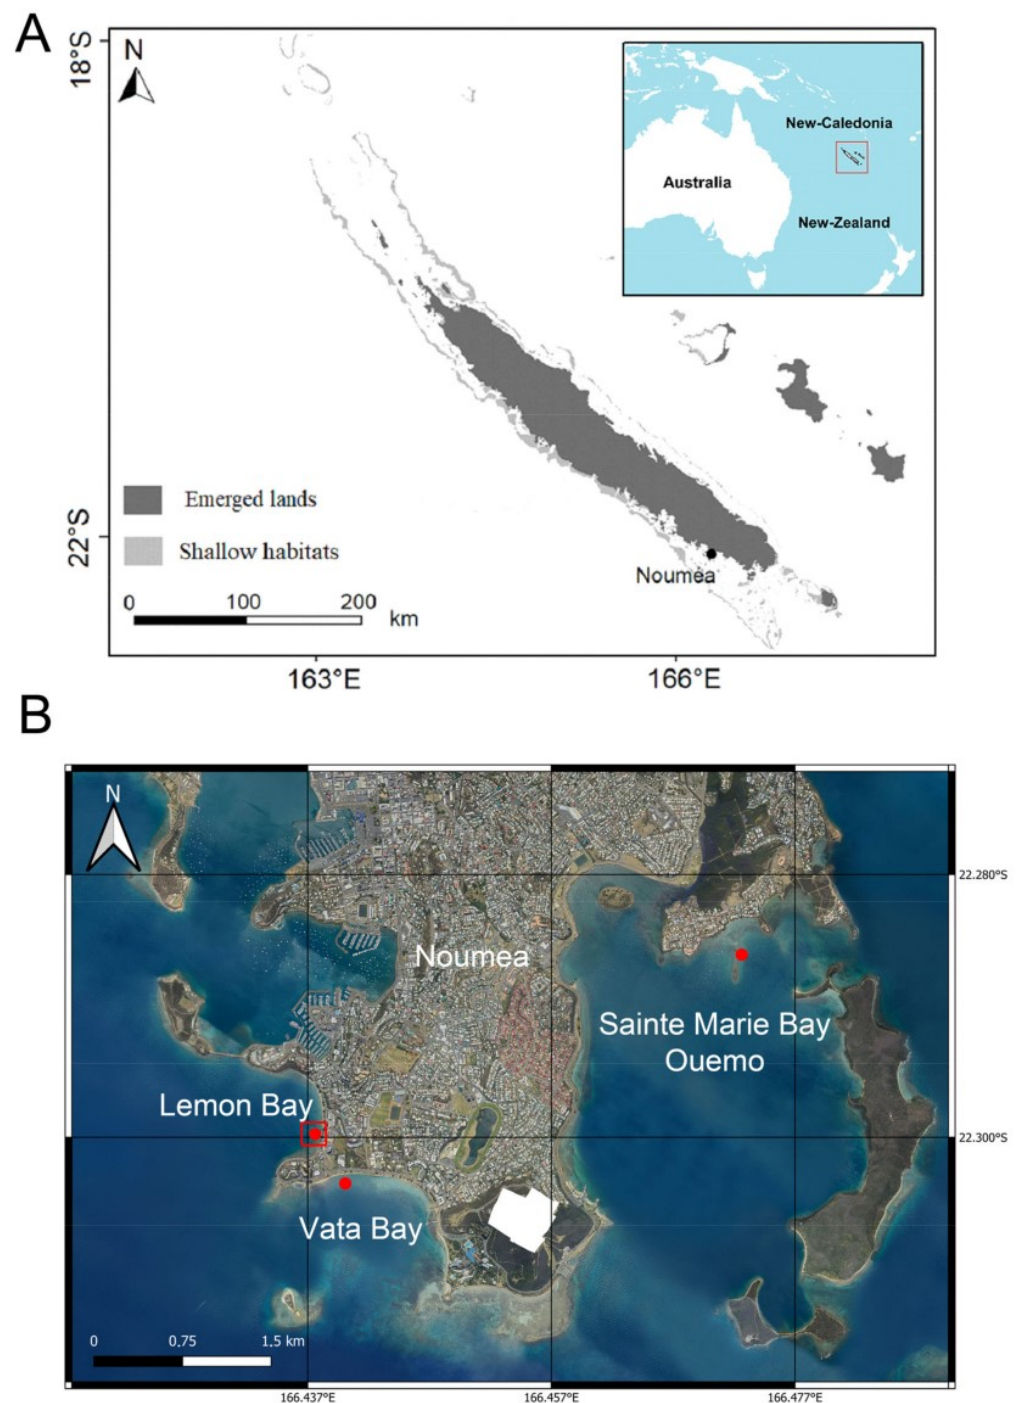 A
18°S
N
New-Caledonia
Australia
New-Zealand
Emerged lands
22°S
Shallow habitats
Noumea
0 100 200
km
163°E 166°E
B
N
22.280°S
Noumea
Sainte Marie Bay
Ouemo
Lemon Bay
22.300°S
Vata Bay
0 0,75 1,5 km
166.437°E 166.457°E 166.477°E